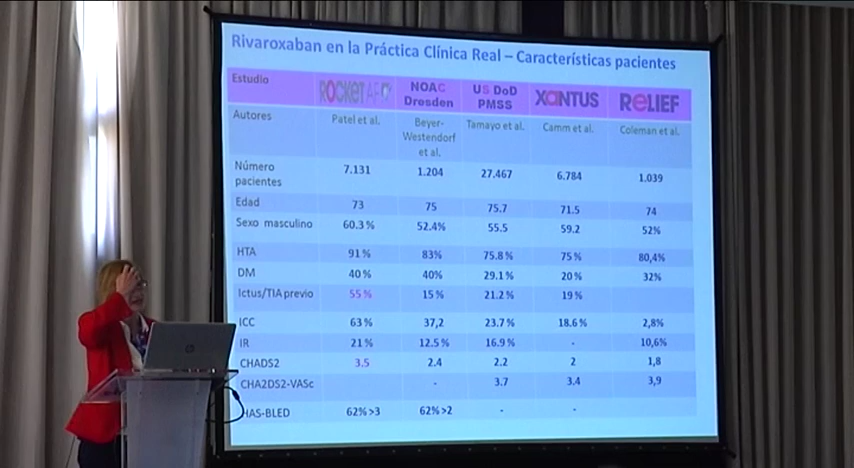 Rivaroxaban en la Práctica Clínica Real – Características pacientes
Estudio ROCKET AF NOAC Dresden US DoD PMSS XANTUS RELIEF
Autores Patel et al. Beyer-Westendorf et al. Tamayo et al. Camm et al. Coleman et al.
Número pacientes 7.131 1.204 27.467 6.784 1.039
Edad 73 75 75.7 71.5 74
Sexo masculino 60.3 % 52.4% 55.5 59.2 52%
HTA 91 % 83% 75.8 % 75 % 80,4%
DM 40 % 40% 29.1 % 20 % 32%
Ictus/TIA previo 55 % 15 % 21.2 % 19 %
ICC 63 % 37,2 23.7 % 18.6 % 2,8%
IR 21 % 12.5 % 16.9 % - 10,6%
CHADS2 3.5 2.4 2.2 2 1,8
CHA2DS2-VASc - 3.7 3.4 3,9
HAS-BLED 62% >3 62% >2 - -
hp